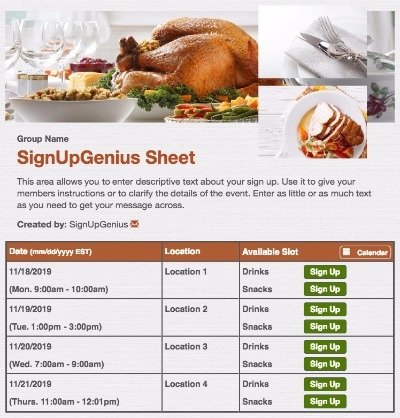 Group Name
SignUpGenius Sheet
This area allows you to enter descriptive text about your sign up. Use it to give your
members instructions or to clarify the details of the event. Enter as little or as much text
as you need to get your message across.
Created by: SignUpGenius
Date (mm/dd/yyyy EST) Location Available Slot Calender
11/18/2019 Location 1 Drinks Sign Up
(Mon. 9:00am - 10:00am) Snacks Sign Up
11/19/2019 Location 2 Drinks Sign Up
(Tue. 1:00pm - 3:00pm) Snacks Sign Up
11/20/2019 Location 3 Drinks Sign Up
(Wed. 7:00am - 9:00am) Snacks Sign Up
11/21/2019 Location 4 Drinks Sign Up
(Thurs. 11:00am - 12:01pm) Snacks Sign Up